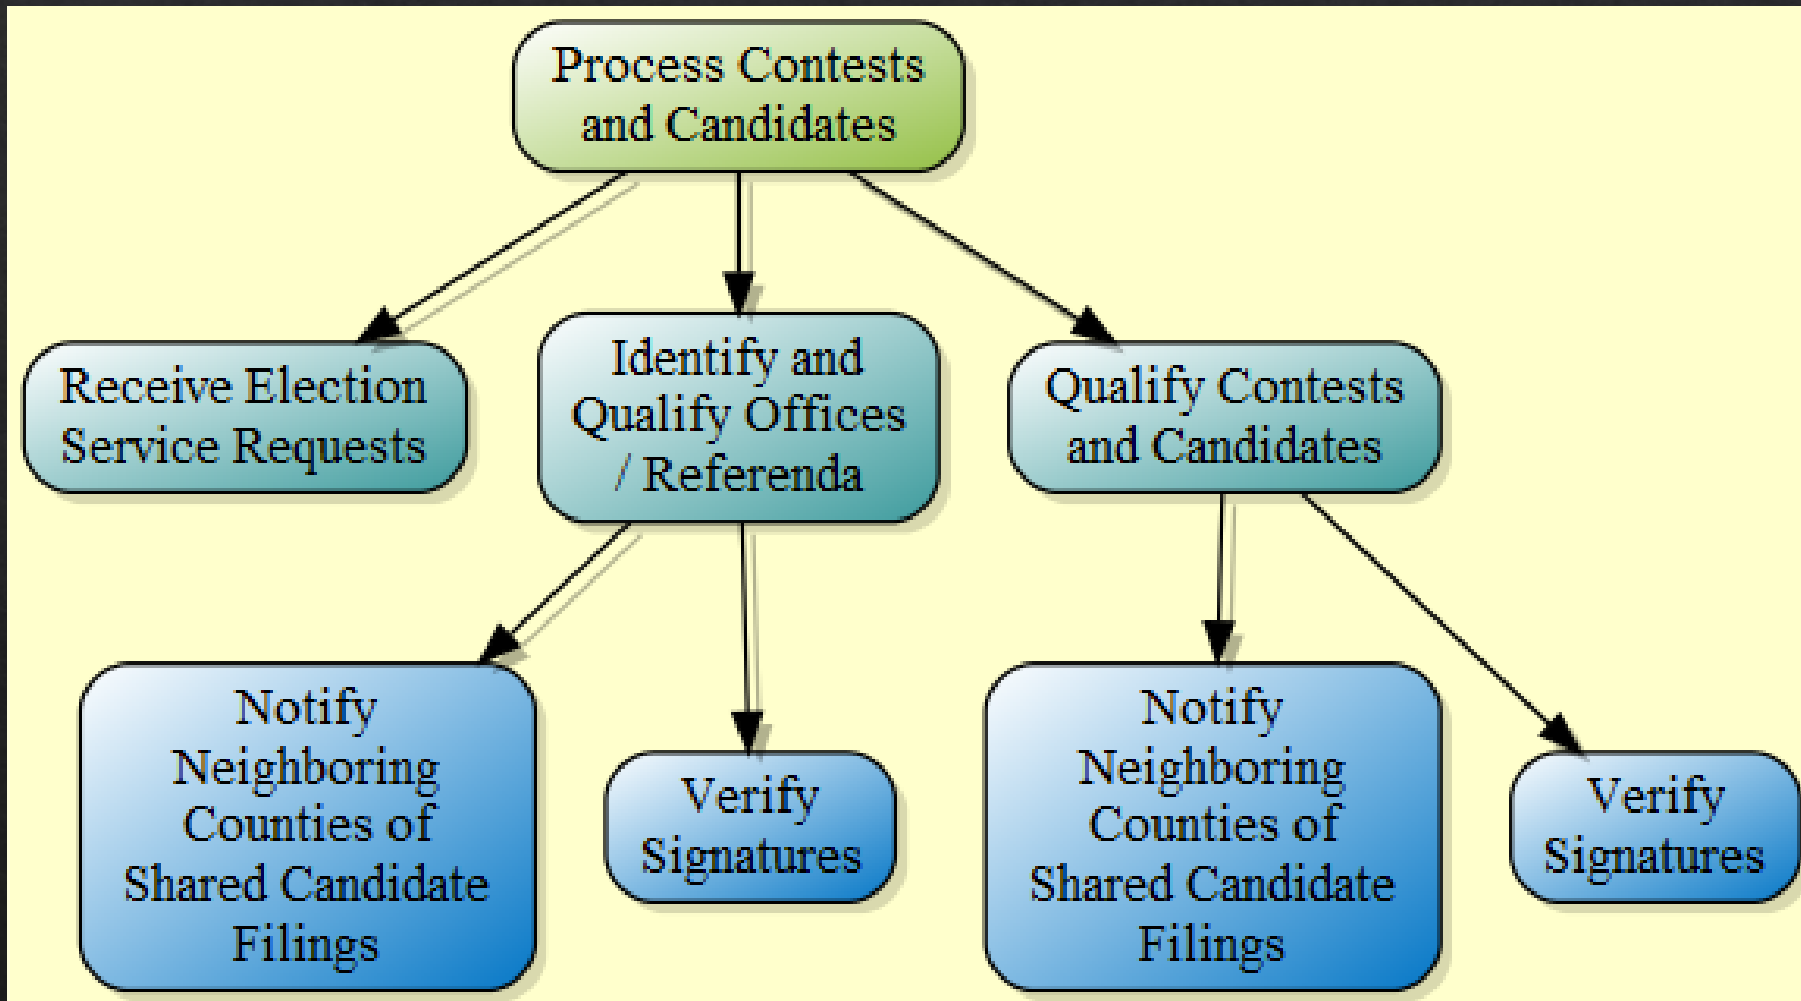 Process Contests
and Candidates
Receive Election
Service Requests
Identify and
Qualify Offices
/ Referenda
Qualify Contests
and Candidates
Notify
Neighboring
Counties of
Shared Candidate
Filings
Verify
Signatures
Notify
Neighboring
Counties of
Shared Candidate
Filings
Verify
Signatures